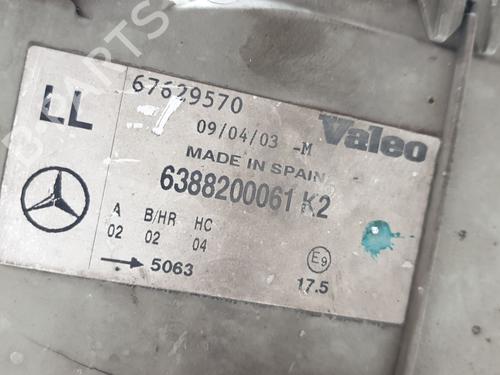 67629570
LL
09/04/03 -M
Valeo
MADE IN SPAIN
6388200061 K2
A B/HR HC
02 02 04
5063
E9
17.5
B-PARTS